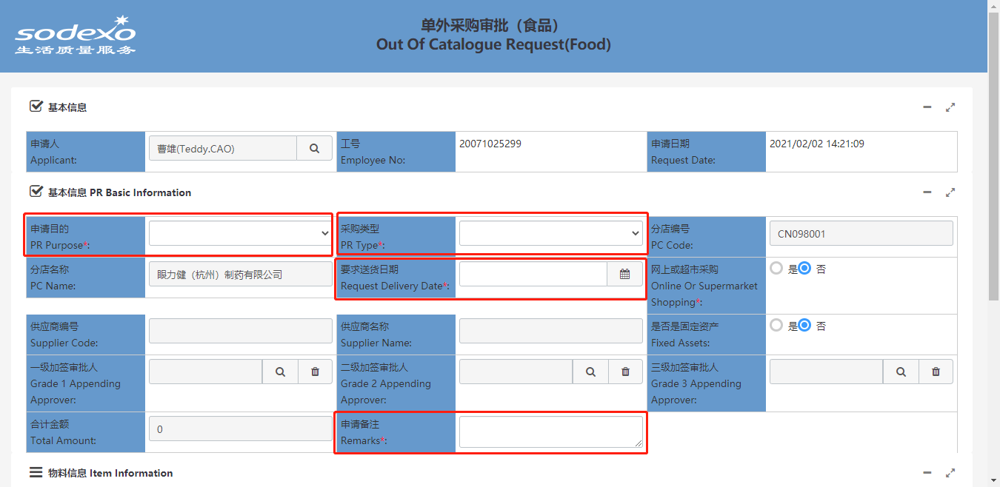 sodexo
生活质量服务
单外采购审批（食品）
Out Of Catalogue Request(Food)
基本信息
申请人
Applicant:
曹雄(Teddy.CAO)
工号
Employee No:
20071025299
申请日期
Request Date:
2021/02/02 14:21:09
基本信息 PR Basic Information
申请目的
PR Purpose*:
采购类型
PR Type*:
分店编号
PC Code:
CN098001
分店名称
PC Name:
眼力健（杭州）制药有限公司
要求送货日期
Request Delivery Date*:
网上或超市采购
Online Or Supermarket
Shopping*:
是 否
供应商编号
Supplier Code:
供应商名称
Supplier Name:
是否是固定资产
Fixed Assets:
是 否
一级加签审批人
Grade 1 Appending
Approver:
二级加签审批人
Grade 2 Appending
Approver:
三级加签审批人
Grade 3 Appending
Approver:
合计金额
Total Amount:
0
申请备注
Remarks*:
物料信息 Item Information